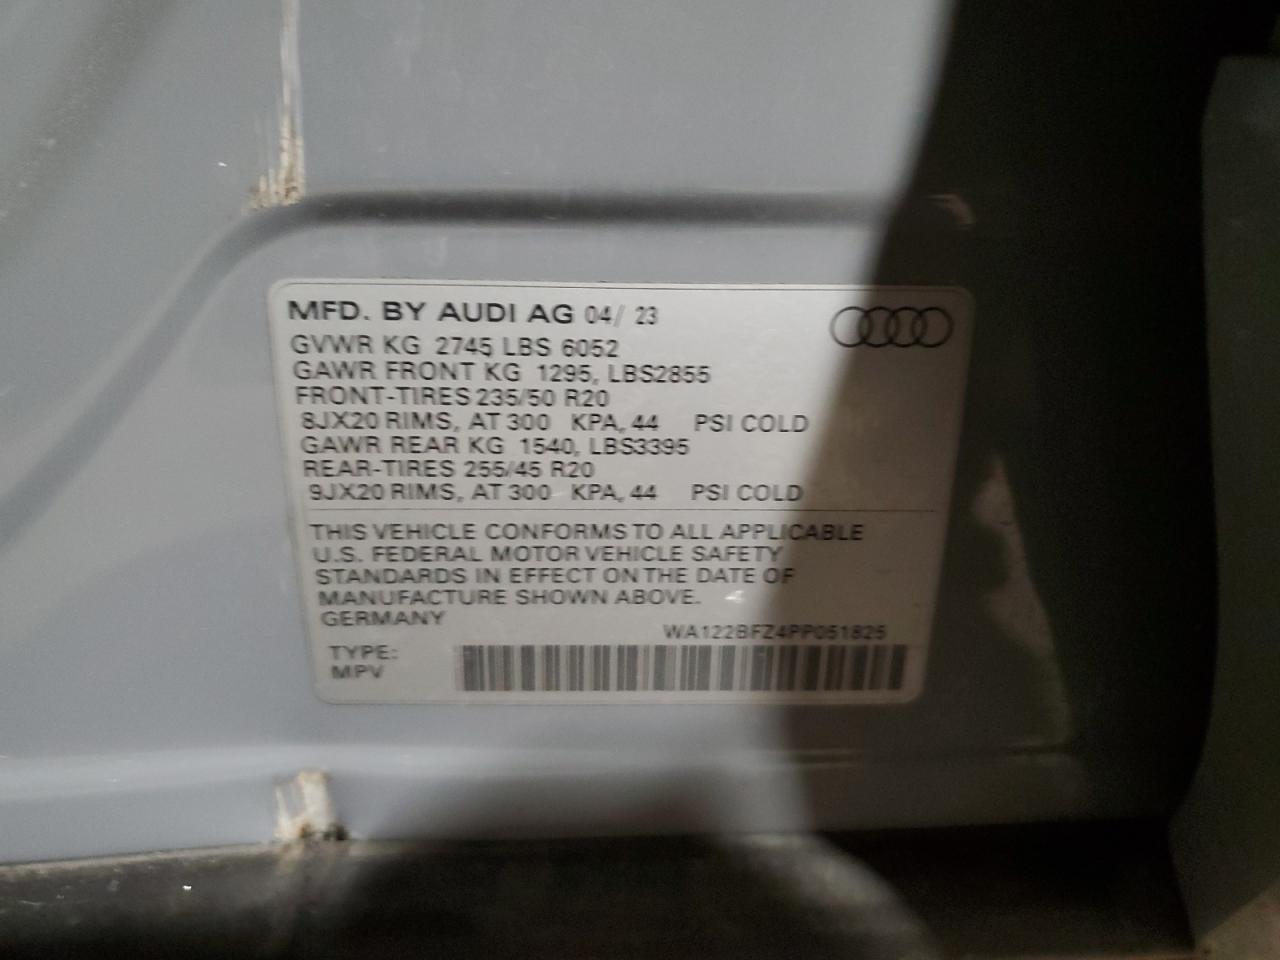 MFD. BY AUDI AG 04/ 23
GVWR KG 2745 LBS 6052
GAWR FRONT KG 1295, LBS2855
FRONT-TIRES 235/50 R20
8JX20 RIMS, AT 300 KPA, 44 PSI COLD
GAWR REAR KG 1540, LBS3395
REAR-TIRES 255/45 R20
9JX20 RIMS, AT 300 KPA, 44 PSI COLD
THIS VEHICLE CONFORMS TO ALL APPLICABLE
U.S. FEDERAL MOTOR VEHICLE SAFETY
STANDARDS IN EFFECT ON THE DATE OF
MANUFACTURE SHOWN ABOVE.
GERMANY
WA122BFZ4PP051825
TYPE:
MPV